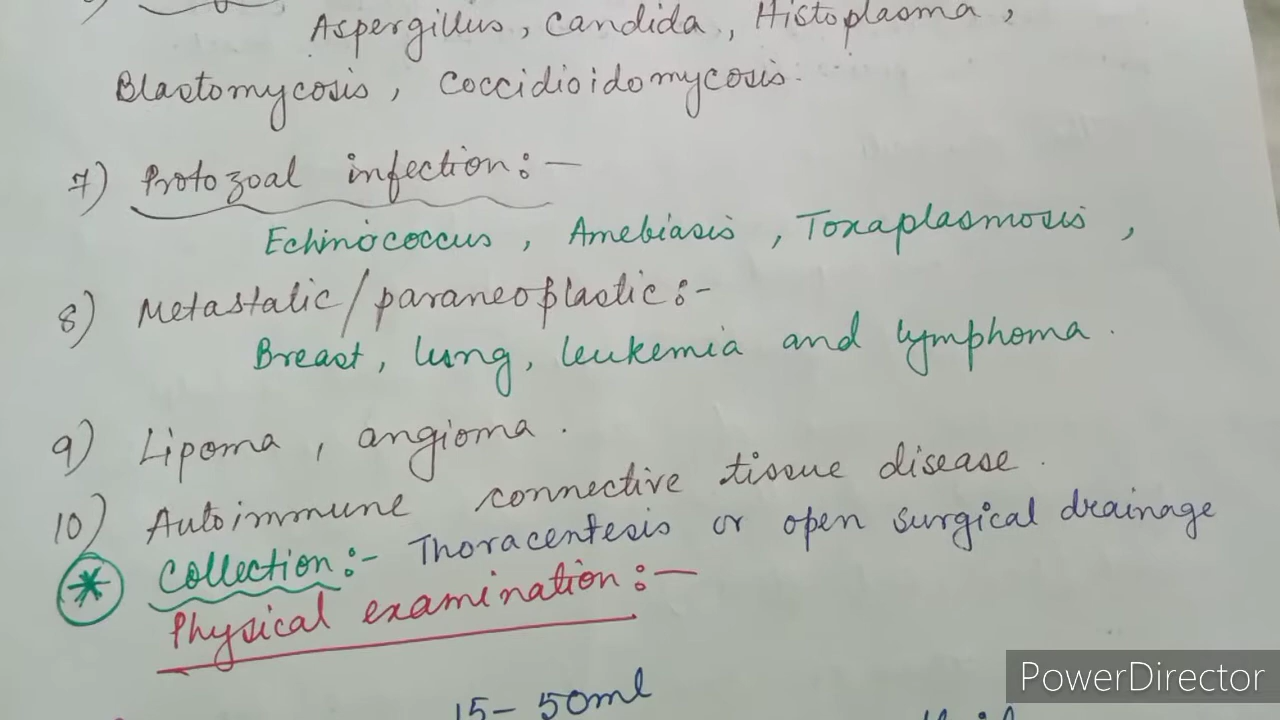 Aspergillus, Candida, Histoplasma,
Blastomycosis, Coccidioidomycosis.
7) Protozoal infection:-
Echinococcus, Amebiasis, Toxaplasmosis,
8) Metastatic/paraneoplastic:-
Breast, lung, leukemia and lymphoma.
9) Lipoma, angioma.
10) Autoimmune connective tissue disease.
* Collection:- Thoracentesis or open surgical drainage
Physical examination:-
15-50ml
PowerDirector